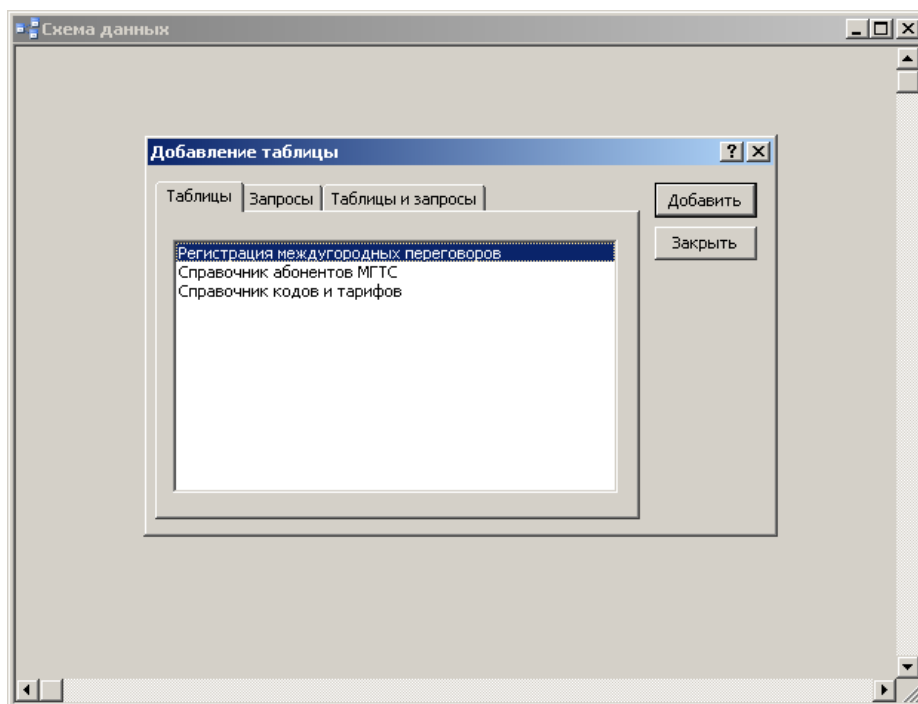 Схема данных
Добавление таблицы
Таблицы Запросы Таблицы и запросы
Добавить
Закрыть
Регистрация междугородных переговоров
Справочник абонентов МГТС
Справочник кодов и тарифов